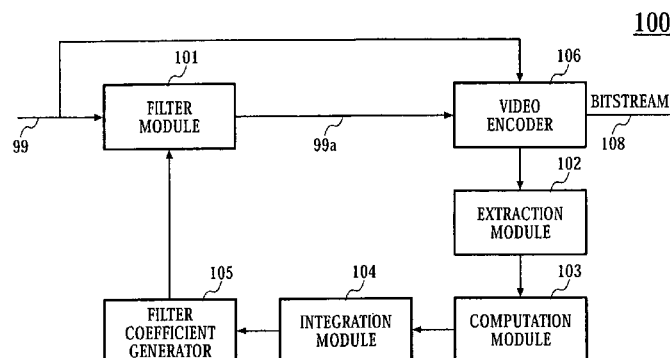 100
101
FILTER
MODULE
99
99a
106
VIDEO
ENCODER
BITSTREAM
108
102
EXTRACTION
MODULE
105
FILTER
COEFFICIENT
GENERATOR
104
INTEGRATION
MODULE
103
COMPUTATION
MODULE